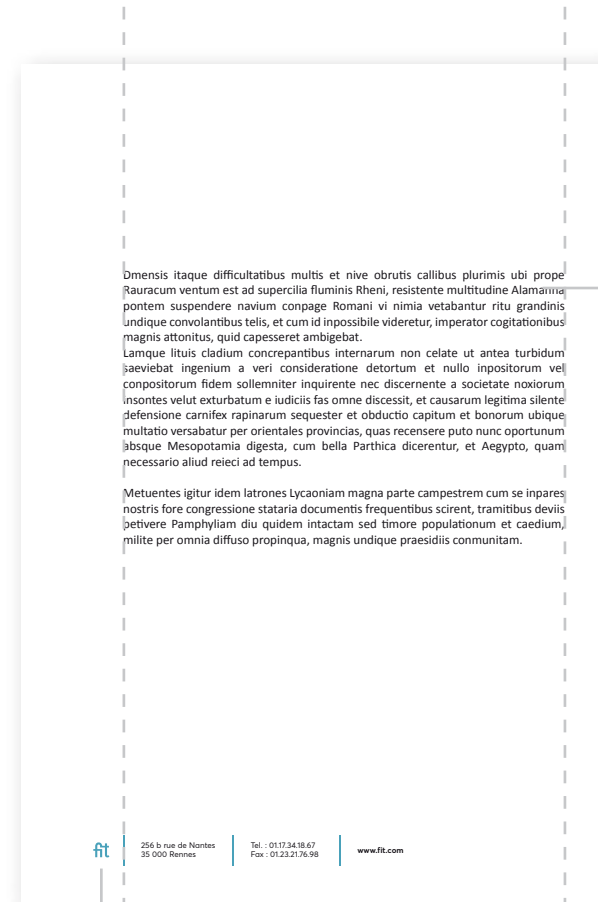 Dmensis itaque difficultatibus multis et nive obrutis callibus plurimis ubi prope
Rauracum ventum est ad supercilia fluminis Rheni, resistente multitudine Alamanna
pontem suspendere navium conpage Romani vi nimia vetabantur ritu grandinis
undique convolantibus telis, et cum id inpossibile videretur, imperator cogitationibus
magnis attonitus, quid capesseret ambigebat.
Lamque lituis cladium concrepantibus internarum non celate ut antea turbidum
saeviebat ingenium a veri consideratione detortum et nullo inpositorum vel
conpositorum fidem sollemniter inquirente nec discernente a societate noxiorum
insontes velut exturbatum e iudiciis fas omne discessit, et causarum legitima silente
defensione carnifex rapinarum sequester et obductio capitum et bonorum ubique
multatio versabatur per orientales provincias, quas recensere puto nunc oportunum
absque Mesopotamia digesta, cum bella Parthica dicerentur, et Aegypto, quam
necessario aliud reieci ad tempus.
Metuentes igitur idem latrones Lycaoniam magna parte campestrem cum se inpares
nostris fore congressione stataria documentis frequentibus scirent, tramitibus deviis
petivere Pamphyliam diu quidem intactam sed timore populationum et caedium,
milite per omnia diffuso propinqua, magnis undique praesidiis conmunitam.
fit
256 b rue de Nantes
35 000 Rennes
Tel. : 01.17.34.18.67
Fax : 01.23.21.76.98
www.fit.com